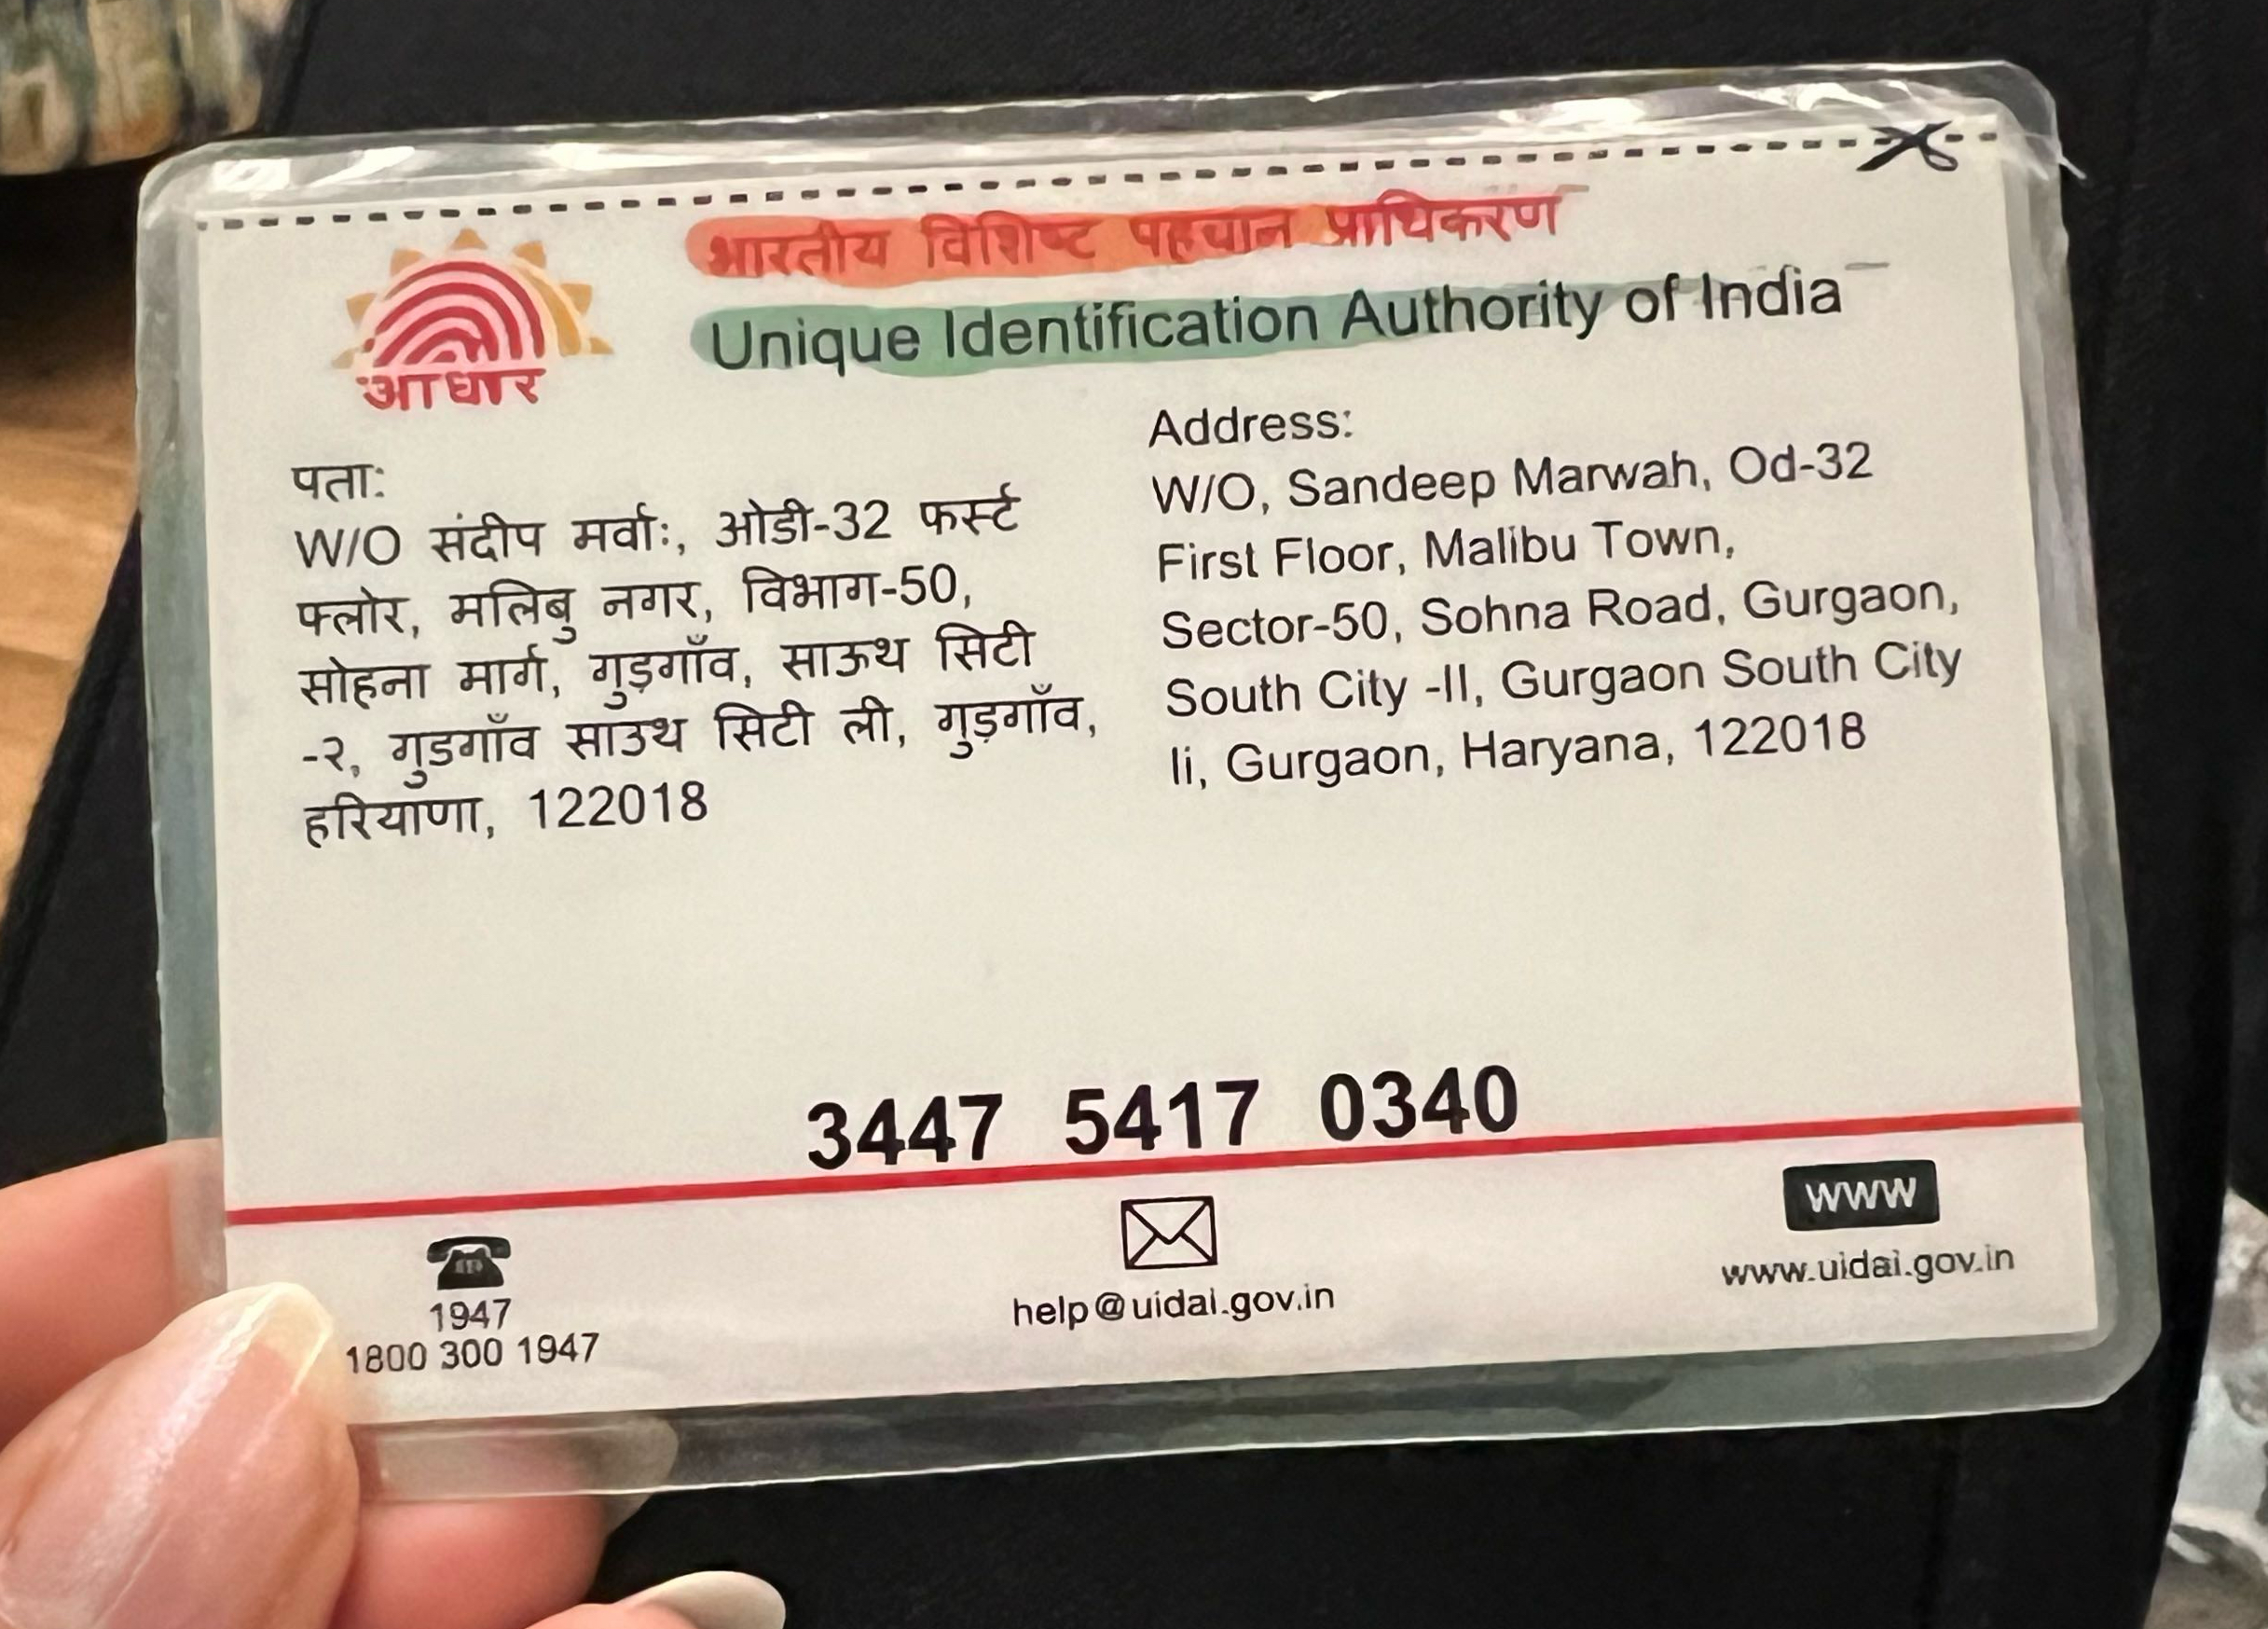 भारतीय विशिष्ट पहचान प्राधिकरण
Unique Identification Authority of India
आधार
पता:
W/O संदीप मर्वाः, ओडी-32 फर्स्ट
फ्लोर, मलिबु नगर, विभाग-50,
सोहना मार्ग, गुड़गाँव, साऊथ सिटी
-२, गुडगाँव साउथ सिटी ली, गुड़गाँव,
हरियाणा, 122018
Address:
W/O, Sandeep Marwah, Od-32
First Floor, Malibu Town,
Sector-50, Sohna Road, Gurgaon,
South City -II, Gurgaon South City
Ii, Gurgaon, Haryana, 122018
3447 5417 0340
1947
1800 300 1947
help@uidai.gov.in
www
www.uidai.gov.in